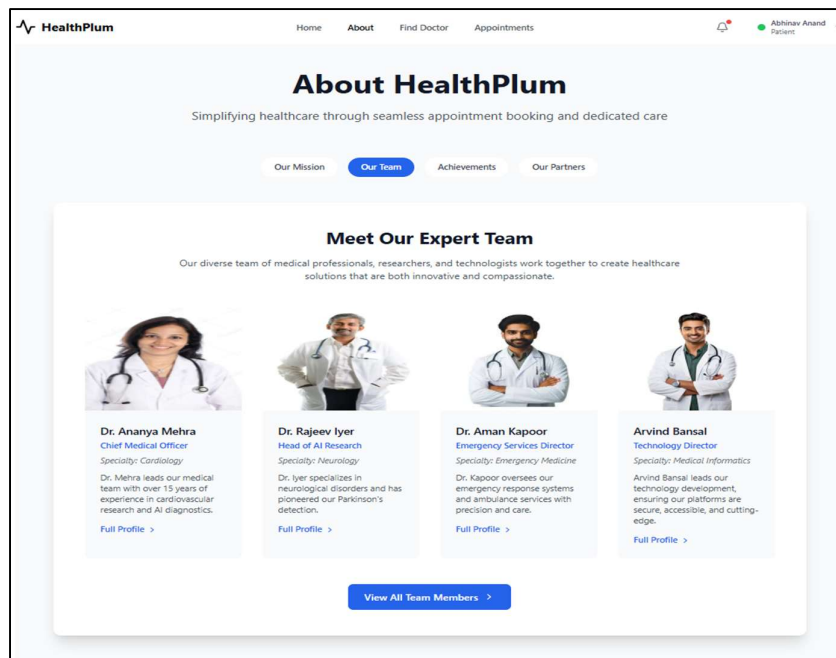 HealthPlum
Home About Find Doctor Appointments
Abhinav Anand
Patient
About HealthPlum
Simplifying healthcare through seamless appointment booking and dedicated care
Our Mission Our Team Achievements Our Partners
Meet Our Expert Team
Our diverse team of medical professionals, researchers, and technologists work together to create healthcare
solutions that are both innovative and compassionate.
Dr. Ananya Mehra
Chief Medical Officer
Specialty: Cardiology
Dr. Mehra leads our medical
team with over 15 years of
experience in cardiovascular
research and AI diagnostics.
Full Profile >
Dr. Rajeev Iyer
Head of AI Research
Specialty: Neurology
Dr. Iyer specializes in
neurological disorders and has
pioneered our Parkinson's
detection.
Full Profile >
Dr. Aman Kapoor
Emergency Services Director
Specialty: Emergency Medicine
Dr. Kapoor oversees our
emergency response systems
and ambulance services with
precision and care.
Full Profile >
Arvind Bansal
Technology Director
Specialty: Medical Informatics
Arvind Bansal leads our
technology development,
ensuring our platforms are
secure, accessible, and cutting-
edge.
Full Profile >
View All Team Members >